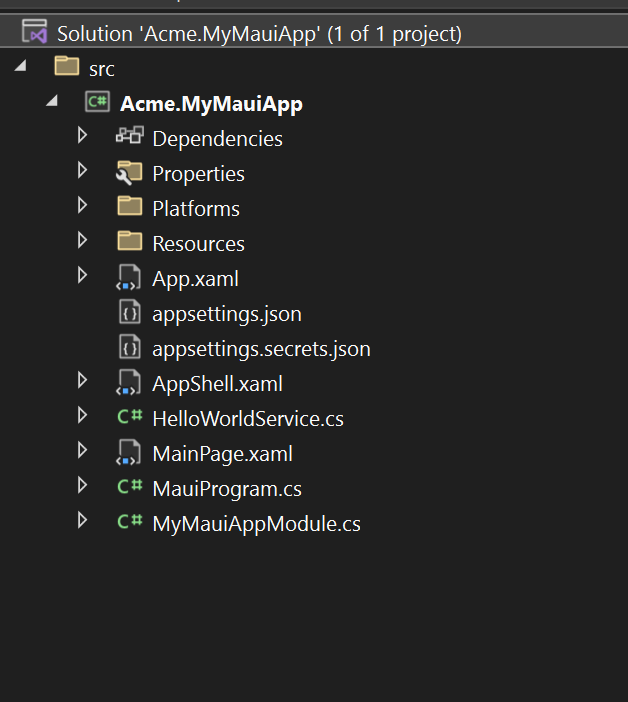 Solution 'Acme.MyMauiApp' (1 of 1 project)
src
C# Acme.MyMauiApp
Dependencies
Properties
Platforms
Resources
App.xaml
appsettings.json
appsettings.secrets.json
AppShell.xaml
C# HelloWorldService.cs
MainPage.xaml
C# MauiProgram.cs
C# MyMauiAppModule.cs